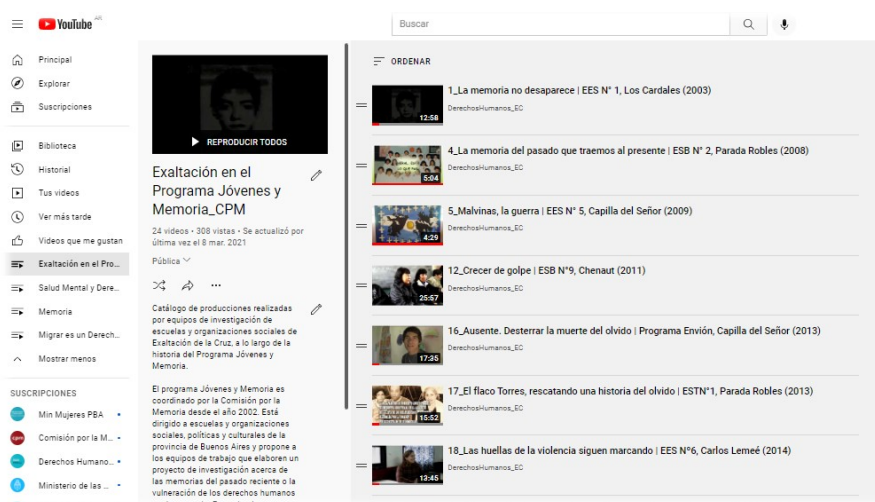 YouTube AR
Buscar
Principal
Explorar
Suscripciones
Biblioteca
Historial
Tus videos
Ver más tarde
Videos que me gustan
Exaltación en el Pro...
Salud Mental y Dere...
Memoria
Migrar es un Derech...
Mostrar menos
SUSCRIPCIONES
Min Mujeres PBA
Comisión por la M...
Derechos Humano...
Ministerio de las ...
REPRODUCIR TODOS
Exaltación en el
Programa Jóvenes y
Memoria_CPM
24 videos • 308 vistas • Se actualizó por
última vez el 8 mar. 2021
Pública
Catálogo de producciones realizadas
por equipos de investigación de
escuelas y organizaciones sociales de
Exaltación de la Cruz, a lo largo de la
historia del Programa Jóvenes y
Memoria.
El programa Jóvenes y Memoria es
coordinado por la Comisión por la
Memoria desde el año 2002. Está
dirigido a escuelas y organizaciones
sociales, políticas y culturales de la
provincia de Buenos Aires y propone a
los equipos de trabajo que elaboren un
proyecto de investigación acerca de
las memorias del pasado reciente o la
vulneración de los derechos humanos
ORDENAR
1_La memoria no desaparece | EES N° 1, Los Cardales (2003)
DerechosHumanos_EC
12:58
4_La memoria del pasado que traemos al presente | ESB N° 2, Parada Robles (2008)
DerechosHumanos_EC
5:04
5_Malvinas, la guerra | EES N° 5, Capilla del Señor (2009)
DerechosHumanos_EC
4:29
12_Crecer de golpe | ESB N°9, Chenaut (2011)
DerechosHumanos_EC
25:57
16_Ausente. Desterrar la muerte del olvido | Programa Envión, Capilla del Señor (2013)
DerechosHumanos_EC
17:35
17_El flaco Torres, rescatando una historia del olvido | ESTN°1, Parada Robles (2013)
DerechosHumanos_EC
15:52
18_Las huellas de la violencia siguen marcando | EES N°6, Carlos Lemeé (2014)
DerechosHumanos_EC
13:45